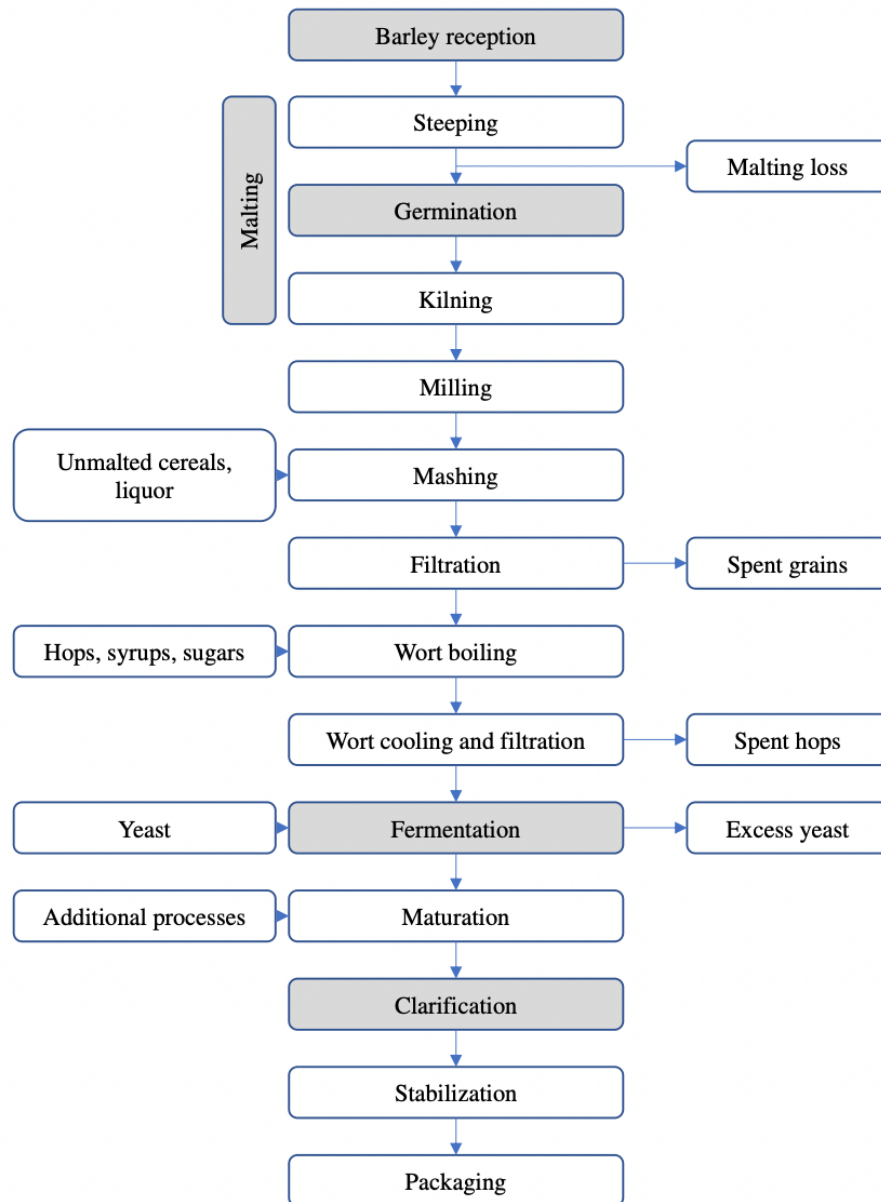 Barley reception
Steeping
Malting loss
Malting
Germination
Kilning
Milling
Unmalted cereals,
liquor
Mashing
Filtration
Spent grains
Hops, syrups, sugars
Wort boiling
Wort cooling and filtration
Spent hops
Yeast
Fermentation
Excess yeast
Additional processes
Maturation
Clarification
Stabilization
Packaging